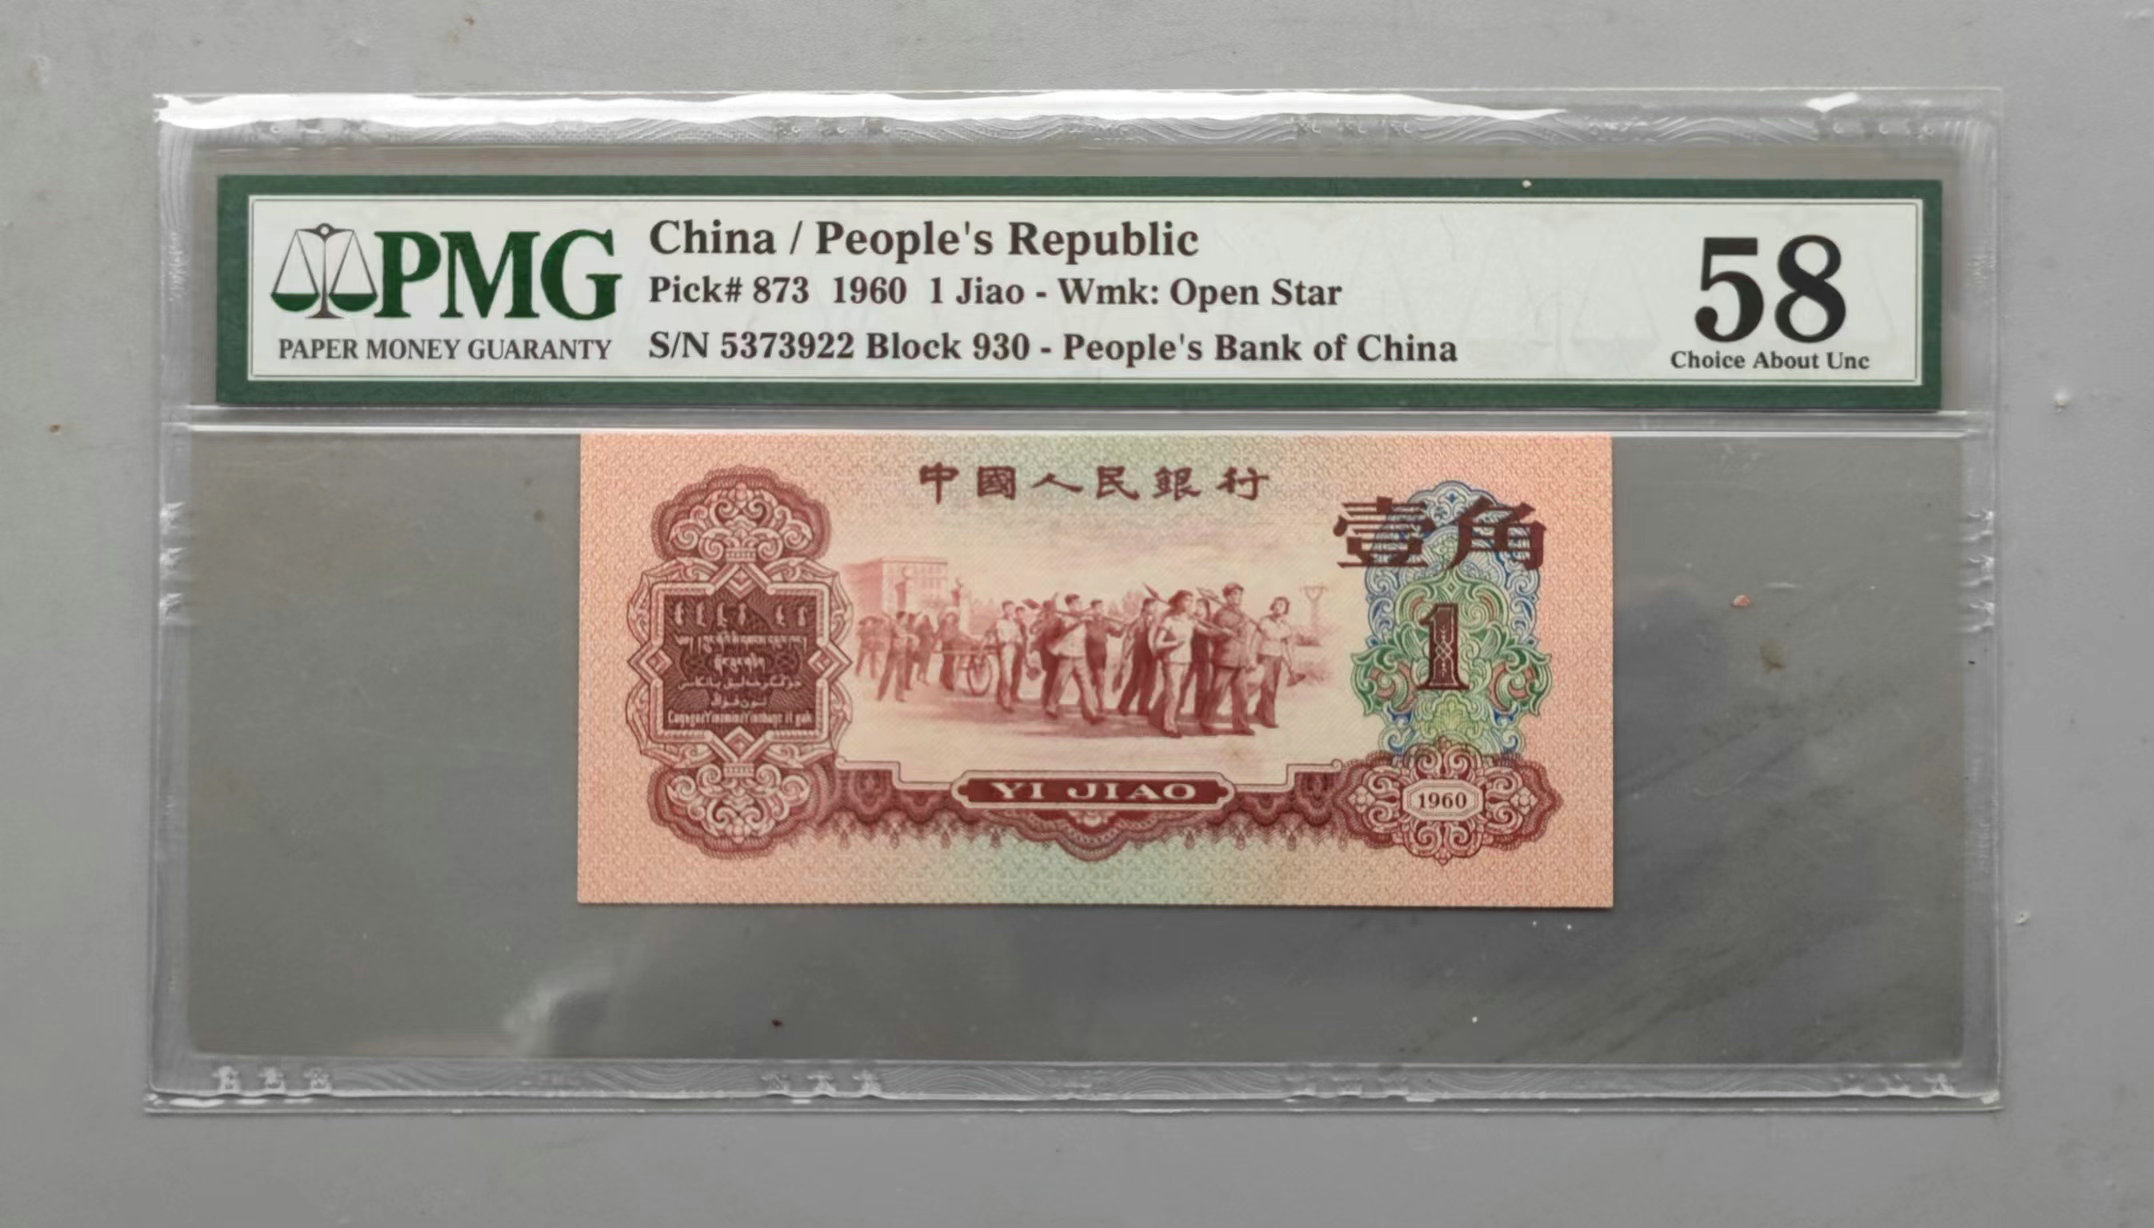 PMG
PAPER MONEY GUARANTY
China / People's Republic
Pick# 873 1960 1 Jiao - Wmk: Open Star
S/N 5373922 Block 930 - People's Bank of China
58
Choice About Unc
中國人民銀行
壹角
1
YI JIAO
1960